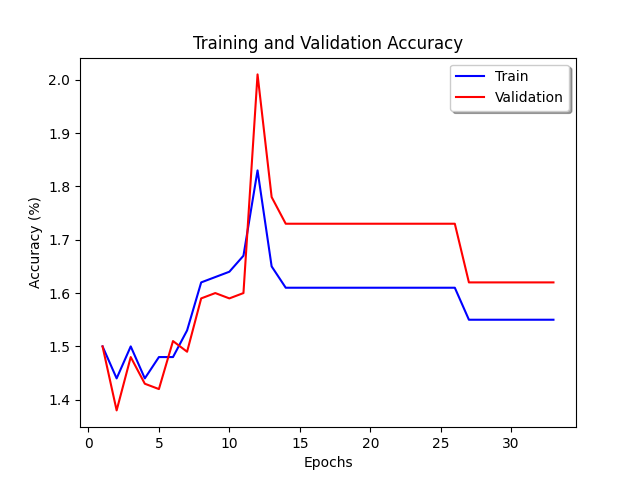 Training and Validation Accuracy
Train
Validation
Accuracy (%)
2.0
1.9
1.8
1.7
1.6
1.5
1.4
0 5 10 15 20 25 30
Epochs